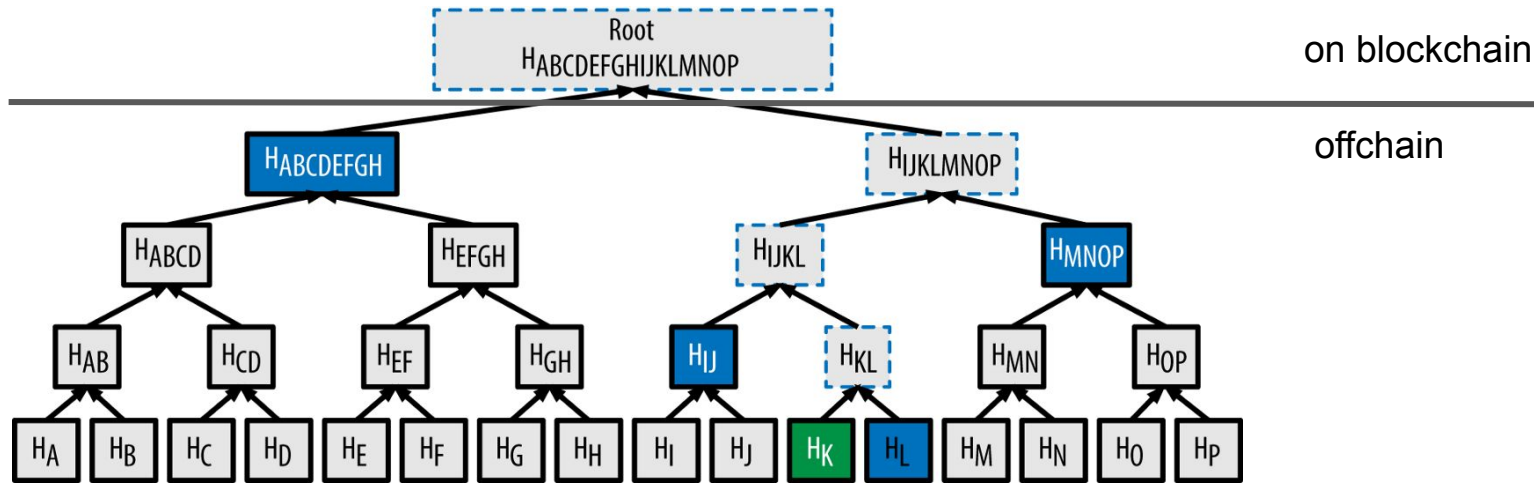 Root
HABCDEFGHIJKLMNOP
on blockchain
HABCDEFGH
HIJKLMNOP
offchain
HABCD
HEFGH
HIJKL
HMNOP
HAB
HCD
HEF
HGH
HIJ
HKL
HMN
HOP
HA
HB
HC
HD
HE
HF
HG
HH
HI
HJ
HK
HL
HM
HN
HO
HP